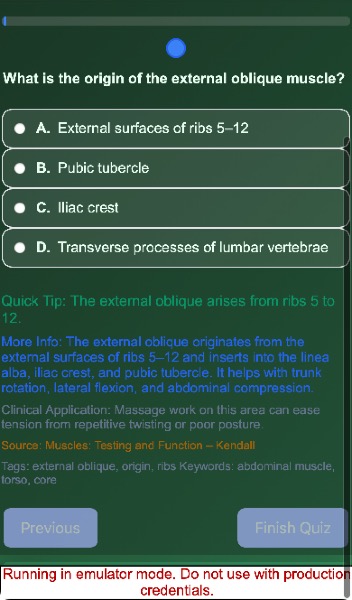 What is the origin of the external oblique muscle?
A. External surfaces of ribs 5–12
B. Pubic tubercle
C. Iliac crest
D. Transverse processes of lumbar vertebrae
Quick Tip: The external oblique arises from ribs 5 to
12.
More Info: The external oblique originates from the
external surfaces of ribs 5–12 and inserts into the linea
alba, iliac crest, and pubic tubercle. It helps with trunk
rotation, lateral flexion, and abdominal compression.
Clinical Application: Massage work on this area can ease
tension from repetitive twisting or poor posture.
Source: Muscles: Testing and Function – Kendall
Tags: external oblique, origin, ribs Keywords: abdominal muscle,
torso, core
Previous Finish Quiz
Running in emulator mode. Do not use with production
credentials.